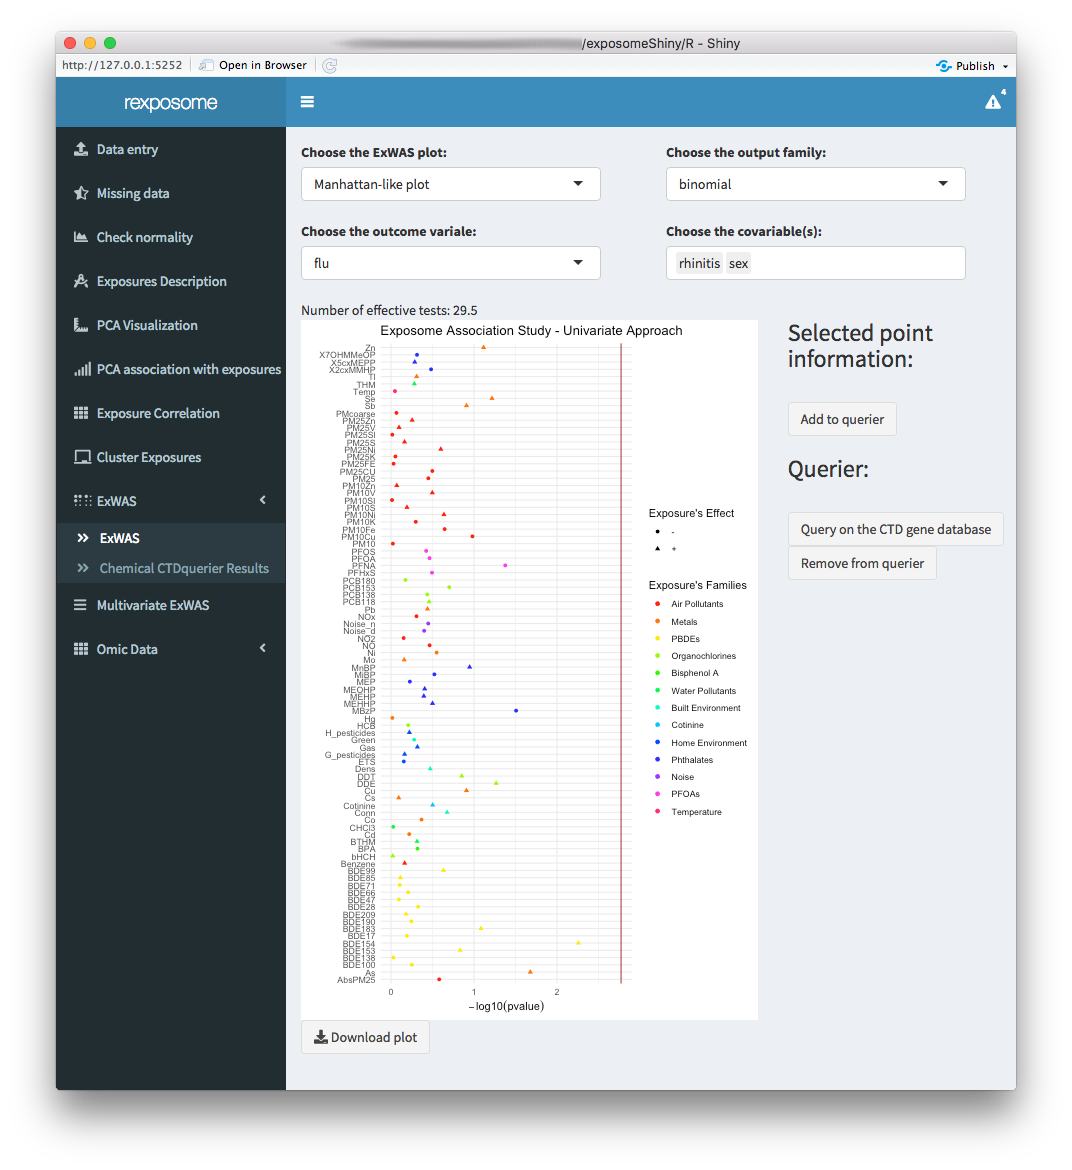 /exposomeShiny/R - Shiny
http://127.0.0.1:5252 Open in Browser Publish
rexposome
4
Data entry
Missing data
Check normality
Exposures Description
PCA Visualization
PCA association with exposures
Exposure Correlation
Cluster Exposures
ExWAS
ExWAS
Chemical CTDquerier Results
Multivariate ExWAS
Omic Data
Choose the ExWAS plot:
Manhattan-like plot
Choose the output family:
binomial
Choose the outcome variale:
flu
Choose the covariable(s):
rhinitis sex
Number of effective tests: 29.5
Exposome Association Study - Univariate Approach
Zn
X7OHMMeOP
X5cxMEPP
X2cxMMHP
Tl
THM
Temp
Se
Sb
PMcoarse
PM25Zn
PM25V
PM25SI
PM25S
PM25Ni
PM25K
PM25FE
PM25CU
PM25
PM10Zn
PM10V
PM10SI
PM10S
PM10Ni
PM10K
PM10Fe
PM10Cu
PM10
PFOS
PFOA
PFNA
PFHxS
PCB180
PCB153
PCB138
PCB118
Pb
NOx
Noise_n
Noise_d
NO2
NO
Ni
Mo
MnBP
MiBP
MEP
MEOHP
MEHP
MEHHP
MBzP
Hg
HCB
H_pesticides
Green
Gas
G_pesticides
ETS
Dens
DDT
DDE
Cu
Cs
Cotinine
Conn
Co
CHCl3
Cd
BTHM
BPA
bHCH
Benzene
BDE99
BDE85
BDE71
BDE66
BDE47
BDE28
BDE209
BDE190
BDE183
BDE17
BDE154
BDE153
BDE138
BDE100
As
AbsPM25
0 1 2
−log10(pvalue)
Exposure's Effect
-
+
Exposure's Families
Air Pollutants
Metals
PBDEs
Organochlorines
Bisphenol A
Water Pollutants
Built Environment
Cotinine
Home Environment
Phthalates
Noise
PFOAs
Temperature
Download plot
Selected point
information:
Add to querier
Querier:
Query on the CTD gene database
Remove from querier